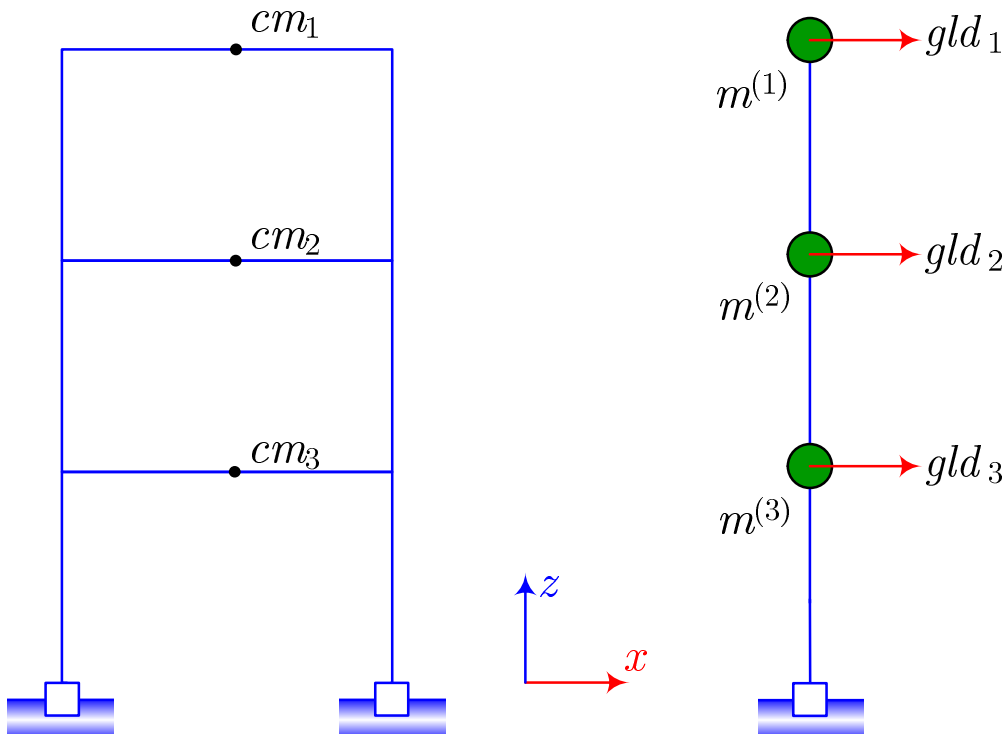 cm₁
cm₂
cm₃
z
x
gld ₁
m⁽¹⁾
gld ₂
m⁽²⁾
gld ₃
m⁽³⁾